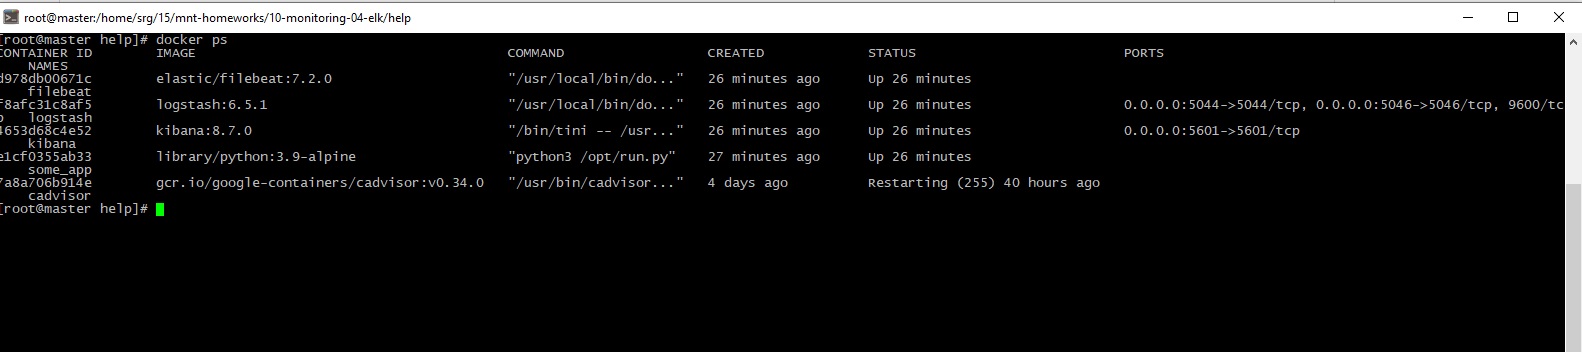 root@master:/home/srg/15/mnt-homeworks/10-monitoring-04-elk/help
[root@master help]# docker ps
CONTAINER ID IMAGE COMMAND CREATED STATUS PORTS
NAMES
d978db00671c elastic/filebeat:7.2.0 "/usr/local/bin/do..." 26 minutes ago Up 26 minutes
filebeat
f8afc31c8af5 logstash:6.5.1 "/usr/local/bin/do..." 26 minutes ago Up 26 minutes 0.0.0.0:5044->5044/tcp, 0.0.0.0:5046->5046/tcp, 9600/tc
p logstash
4653d68c4e52 kibana:8.7.0 "/bin/tini -- /usr..." 26 minutes ago Up 26 minutes 0.0.0.0:5601->5601/tcp
kibana
e1cf0355ab33 library/python:3.9-alpine "python3 /opt/run.py" 27 minutes ago Up 26 minutes
some_app
7a8a706b914e gcr.io/google-containers/cadvisor:v0.34.0 "/usr/bin/cadvisor..." 4 days ago Restarting (255) 40 hours ago
cadvisor
[root@master help]#